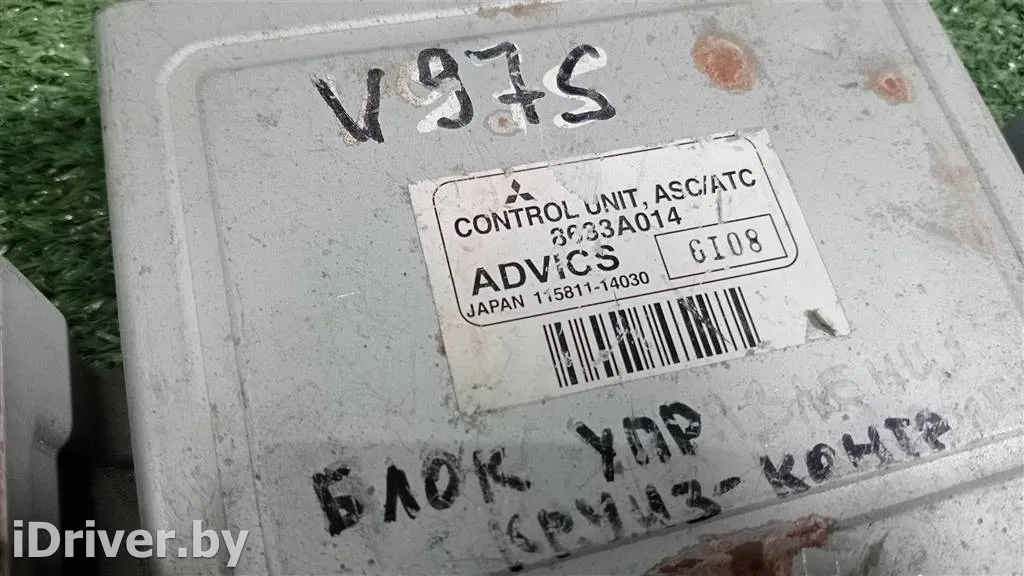 V97S
CONTROL UNIT, ASC/ATC
8633A014
ADVICS
6I08
JAPAN 115811-14030
БЛОК УПР
КРУИЗ-КОНТР
iDriver.by